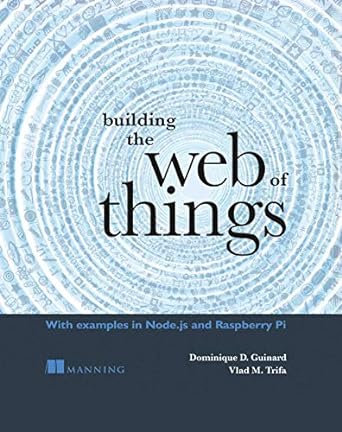 building
the
web of
things
With examples in Node.js and Raspberry Pi
Dominique D. Guinard
Vlad M. Trifa
MANNING